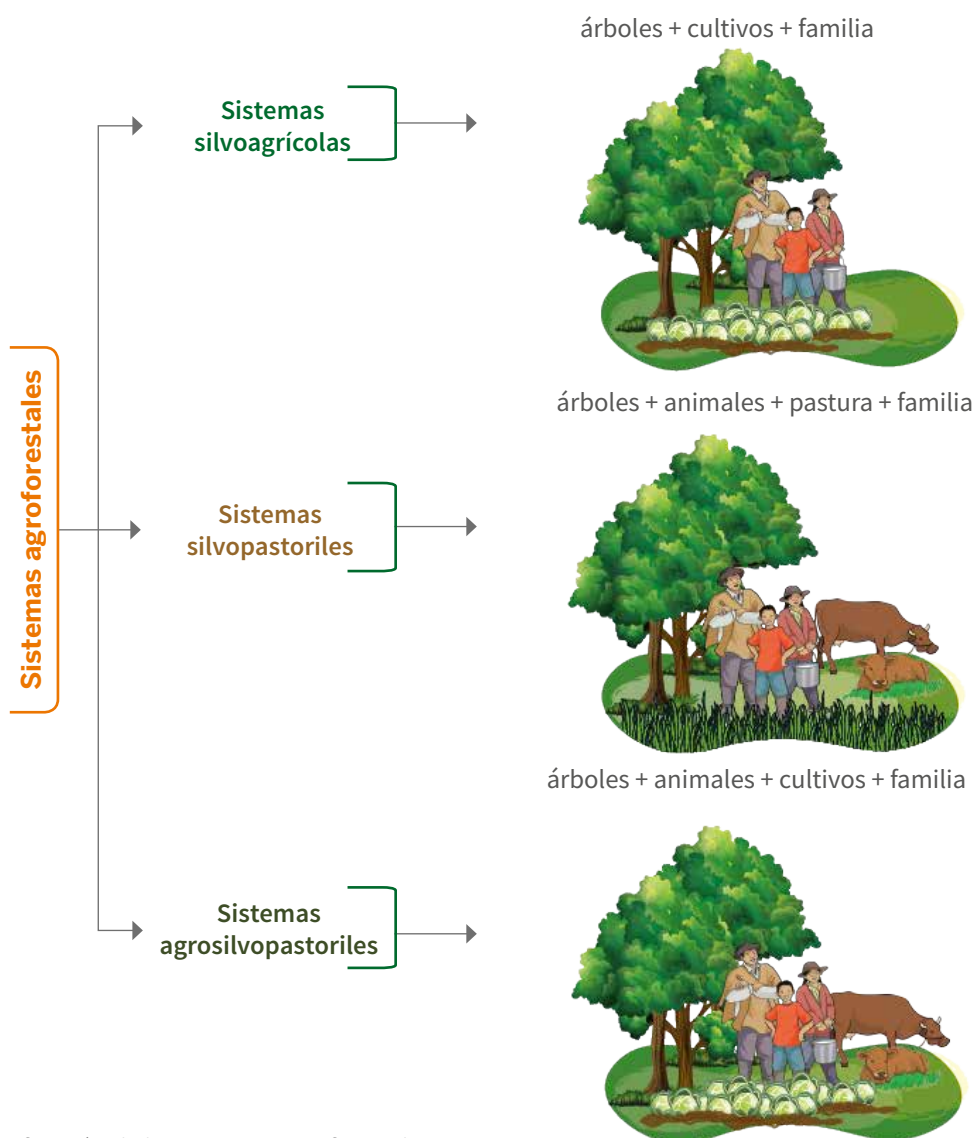 Sistemas agroforestales
árboles + cultivos + familia
Sistemas
silvoagrícolas
árboles + animales + pastura + familia
Sistemas
silvopastoriles
árboles + animales + cultivos + familia
Sistemas
agrosilvopastoriles